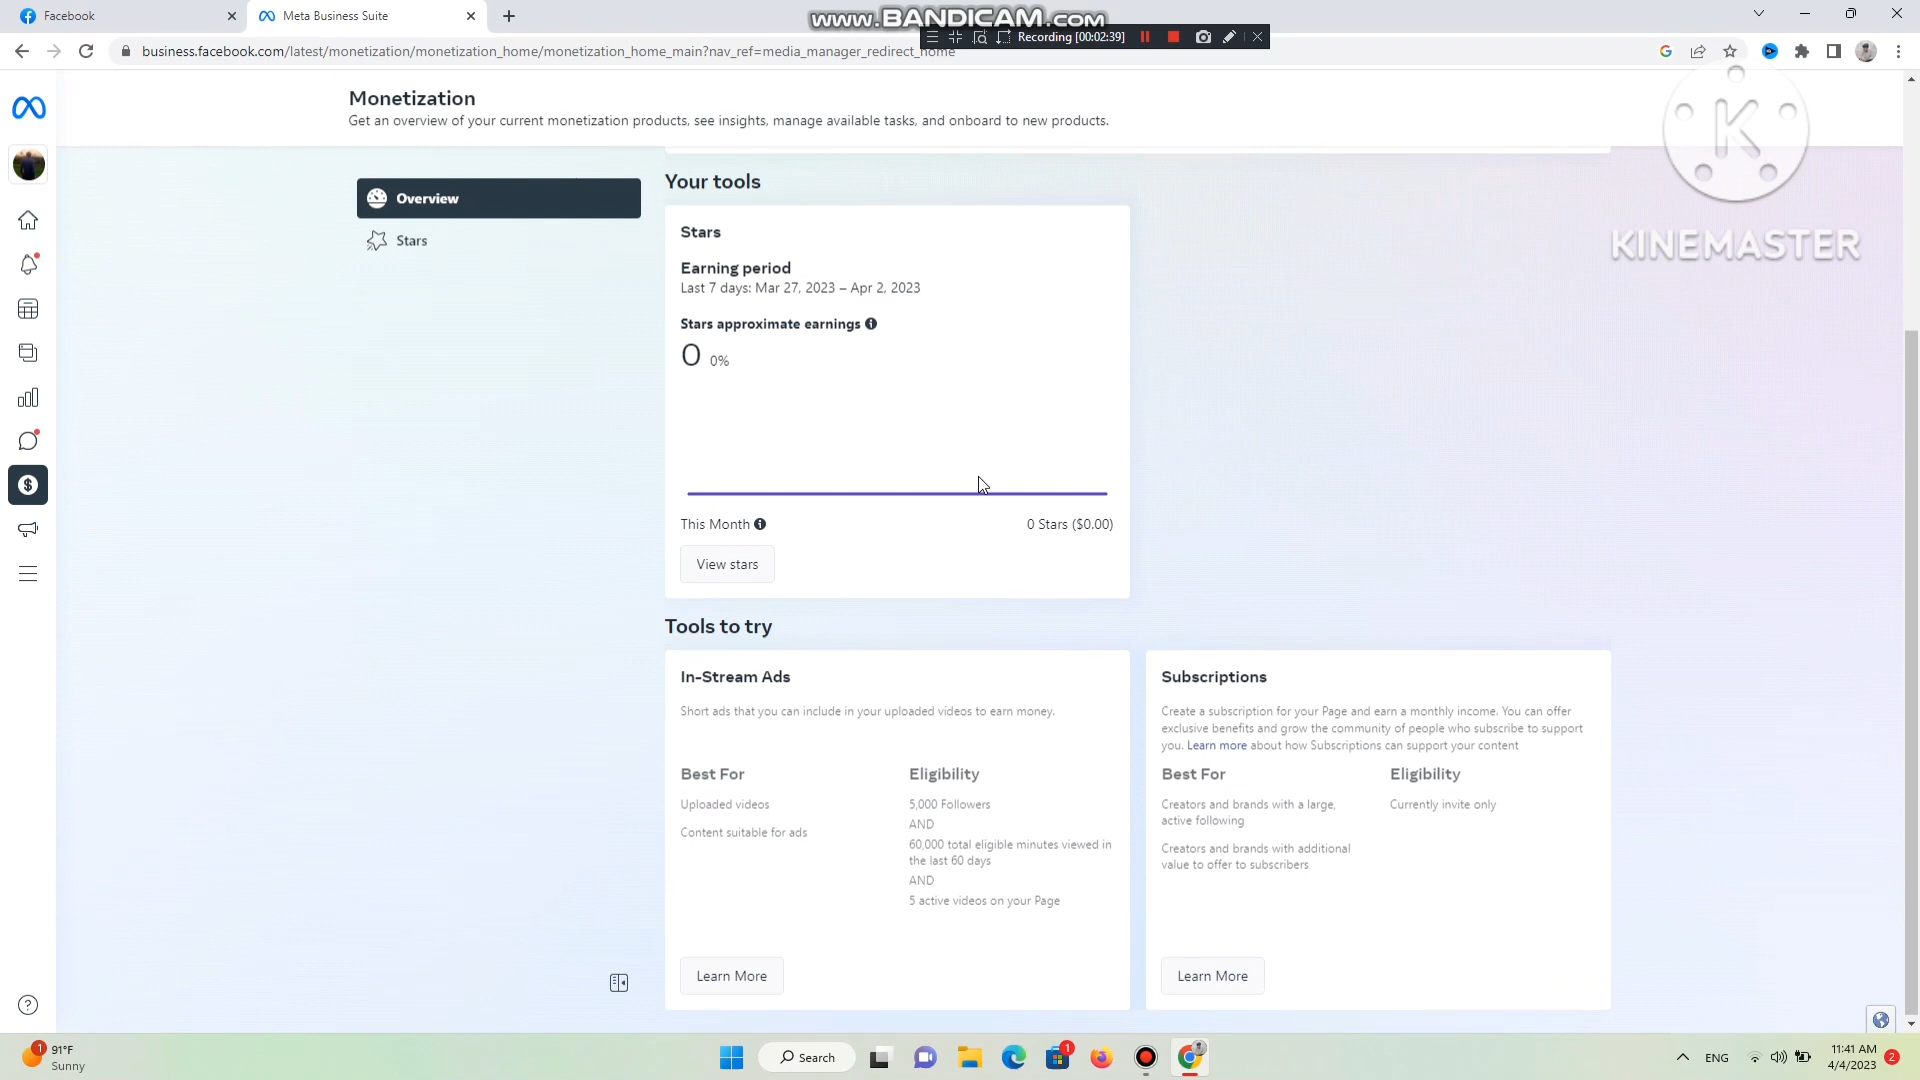 Facebook
Meta Business Suite
www.BANDICAM.com
Recording [00:02:39]
business.facebook.com/latest/monetization/monetization_home/monetization_home_main?nav_ref=media_manager_redirect_home
Monetization
Get an overview of your current monetization products, see insights, manage available tasks, and onboard to new products.
K
KINEMASTER
Overview
Stars
Your tools
Stars
Earning period
Last 7 days: Mar 27, 2023 – Apr 2, 2023
Stars approximate earnings
0 0%
This Month 0 Stars ($0.00)
View stars
Tools to try
In-Stream Ads
Short ads that you can include in your uploaded videos to earn money.
Best For
Uploaded videos
Content suitable for ads
Eligibility
5,000 Followers
AND
60,000 total eligible minutes viewed in
the last 60 days
AND
5 active videos on your Page
Learn More
Subscriptions
Create a subscription for your Page and earn a monthly income. You can offer
exclusive benefits and grow the community of people who subscribe to support
you. Learn more about how Subscriptions can support your content
Best For
Creators and brands with a large,
active following
Creators and brands with additional
value to offer to subscribers
Eligibility
Currently invite only
Learn More
1
91°F
Sunny
Search
1
ENG
11:41 AM
4/4/2023
2